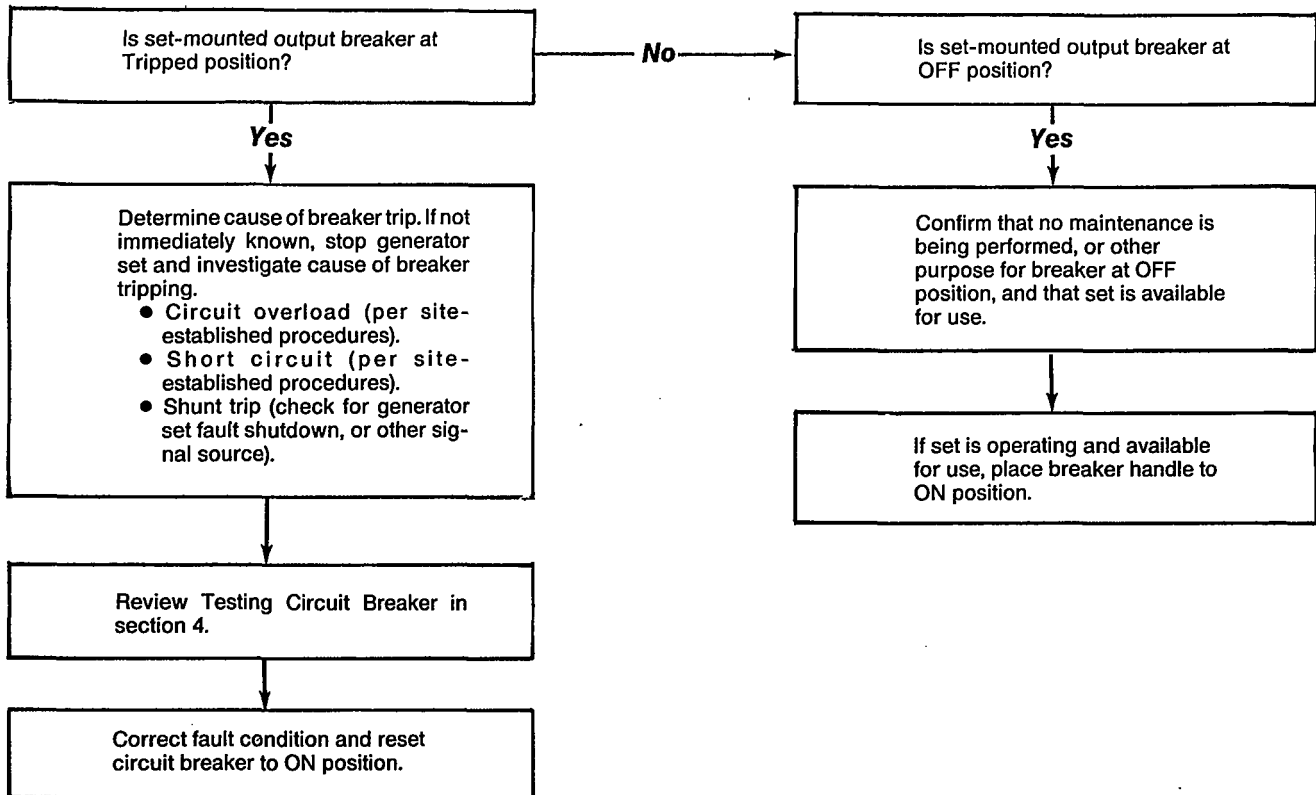 Is set-mounted output breaker at
Tripped position?
No
Is set-mounted output breaker at
OFF position?
Yes
Determine cause of breaker trip. If not
immediately known, stop generator
set and investigate cause of breaker
tripping.
● Circuit overload (per site-
established procedures).
● Short circuit (per site-
established procedures).
● Shunt trip (check for generator
set fault shutdown, or other sig-
nal source).
Review Testing Circuit Breaker in
section 4.
Correct fault condition and reset
circuit breaker to ON position.
Yes
Confirm that no maintenance is
being performed, or other
purpose for breaker at OFF
position, and that set is available
for use.
If set is operating and available
for use, place breaker handle to
ON position.